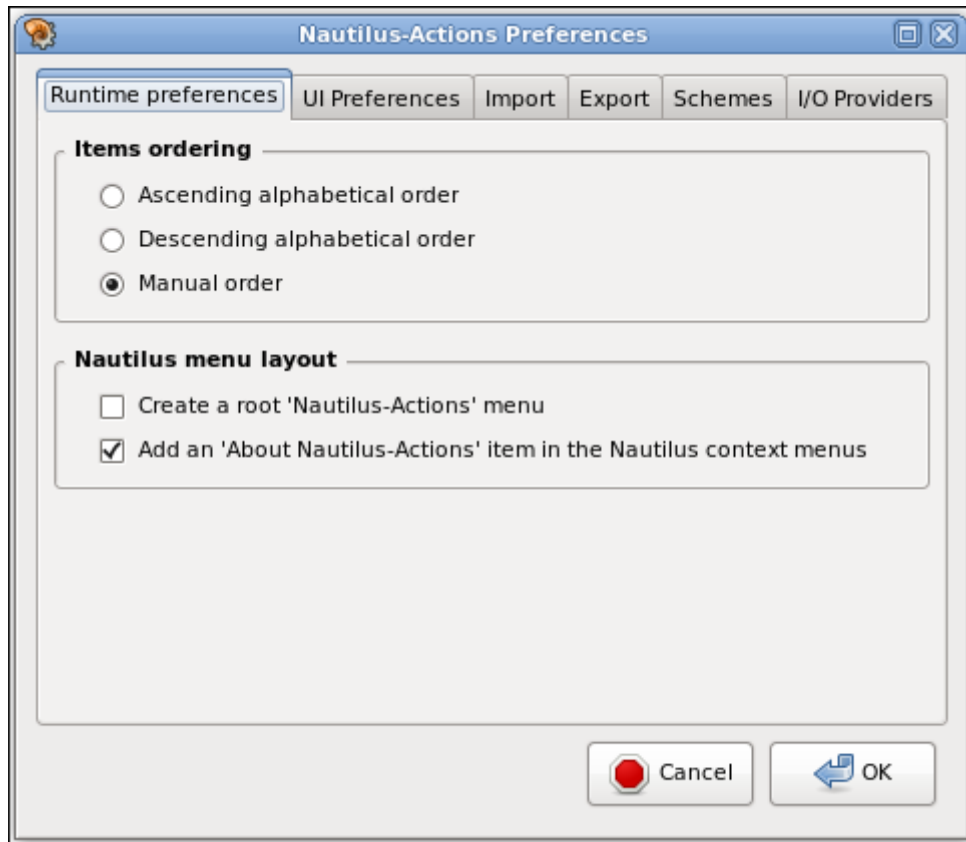 Nautilus-Actions Preferences
Runtime preferences UI Preferences Import Export Schemes I/O Providers
Items ordering
Ascending alphabetical order
Descending alphabetical order
Manual order
Nautilus menu layout
Create a root 'Nautilus-Actions' menu
Add an 'About Nautilus-Actions' item in the Nautilus context menus
Cancel OK